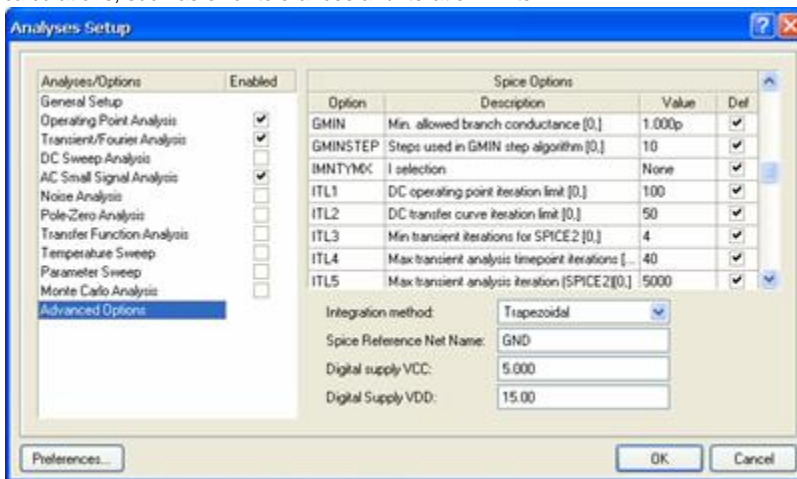 Analyses Setup
Analyses/Options Enabled
General Setup
Operating Point Analysis
Transient/Fourier Analysis
DC Sweep Analysis
AC Small Signal Analysis
Noise Analysis
Pole-Zero Analysis
Transfer Function Analysis
Temperature Sweep
Parameter Sweep
Monte Carlo Analysis
Advanced Options
Spice Options
Option Description Value Def
GMIN Min. allowed branch conductance [0,] 1.000p
GMINSTEP Steps used in GMIN step algorithm [0,] 10
IMNTYMX I selection None
ITL1 DC operating point iteration limit [0,] 100
ITL2 DC transfer curve iteration limit [0,] 50
ITL3 Min transient iterations for SPICE2 [0,] 4
ITL4 Max transient analysis timepoint iterations [... 40
ITL5 Max transient analysis iteration (SPICE2)[0,] 5000
Integration method: Trapezoidal
Spice Reference Net Name: GND
Digital supply VCC: 5.000
Digital Supply VDD: 15.00
Preferences... OK Cancel